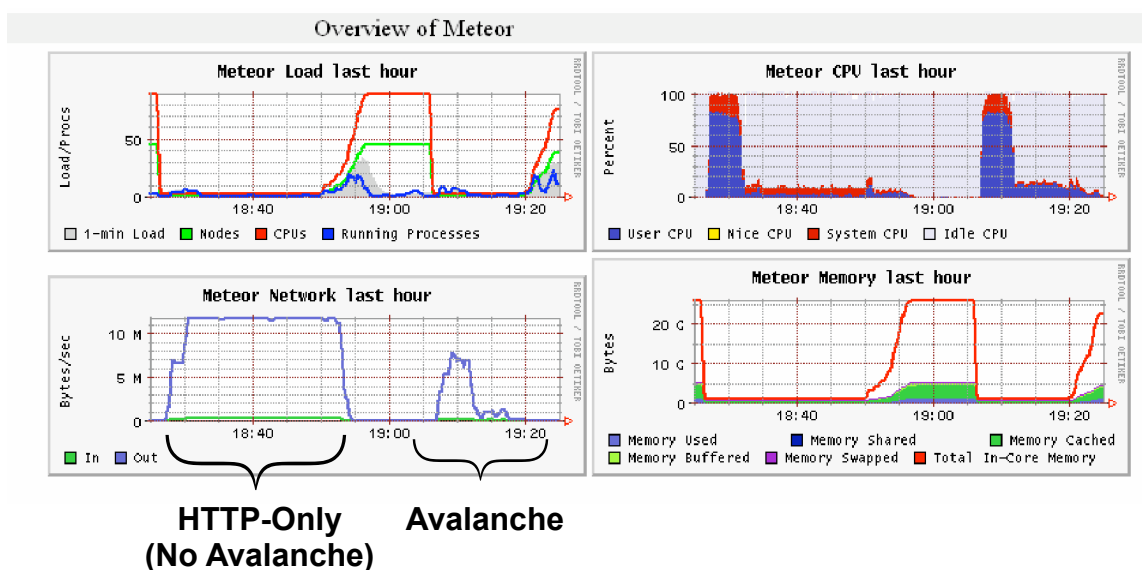 Overview of Meteor
Meteor Load last hour
RRDTOOL / TOBI OETIKER
Load/Procs
50
0
18:40 19:00 19:20
1-min Load Nodes CPUs Running Processes
Meteor CPU last hour
RRDTOOL / TOBI OETIKER
Percent
100
50
0
18:40 19:00 19:20
User CPU Nice CPU System CPU Idle CPU
Meteor Network last hour
RRDTOOL / TOBI OETIKER
Bytes/sec
10 M
5 M
0
18:40 19:00 19:20
In Out
Meteor Memory last hour
RRDTOOL / TOBI OETIKER
Bytes
20 G
10 G
0
18:40 19:00 19:20
Memory Used Memory Shared Memory Cached
Memory Buffered Memory Swapped Total In-Core Memory
HTTP-Only Avalanche
(No Avalanche)